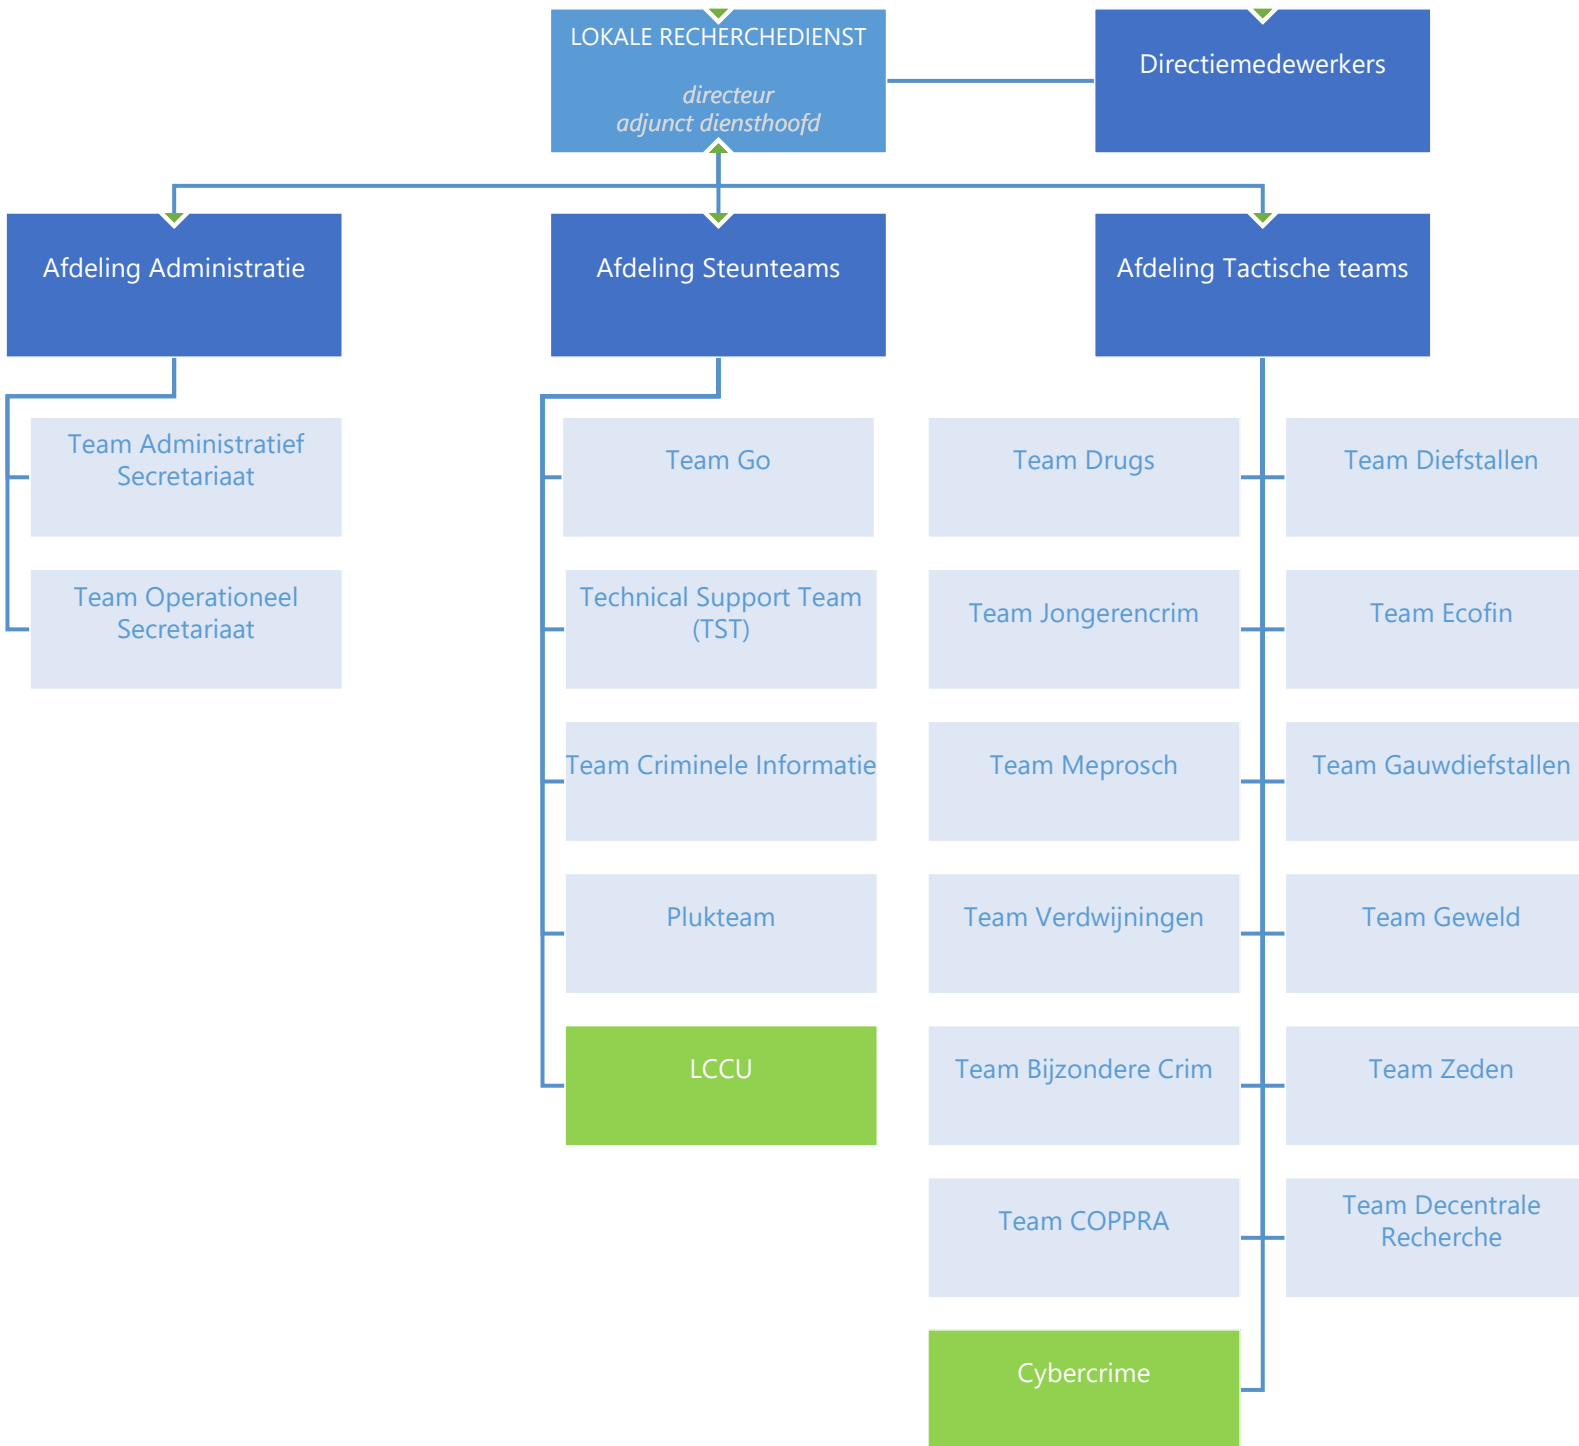 LOKALE RECHERCHEDIENST
directeur
adjunct diensthoofd
Directiemedewerkers
Afdeling Administratie
Afdeling Steunteams
Afdeling Tactische teams
Team Administratief
Secretariaat
Team Operationeel
Secretariaat
Team Go
Technical Support Team
(TST)
Team Criminele Informatie
Plukteam
LCCU
Team Drugs
Team Diefstallen
Team Jongerencrim
Team Ecofin
Team Meprosch
Team Gauwdiefstallen
Team Verdwijningen
Team Geweld
Team Bijzondere Crim
Team Zeden
Team COPPRA
Team Decentrale
Recherche
Cybercrime